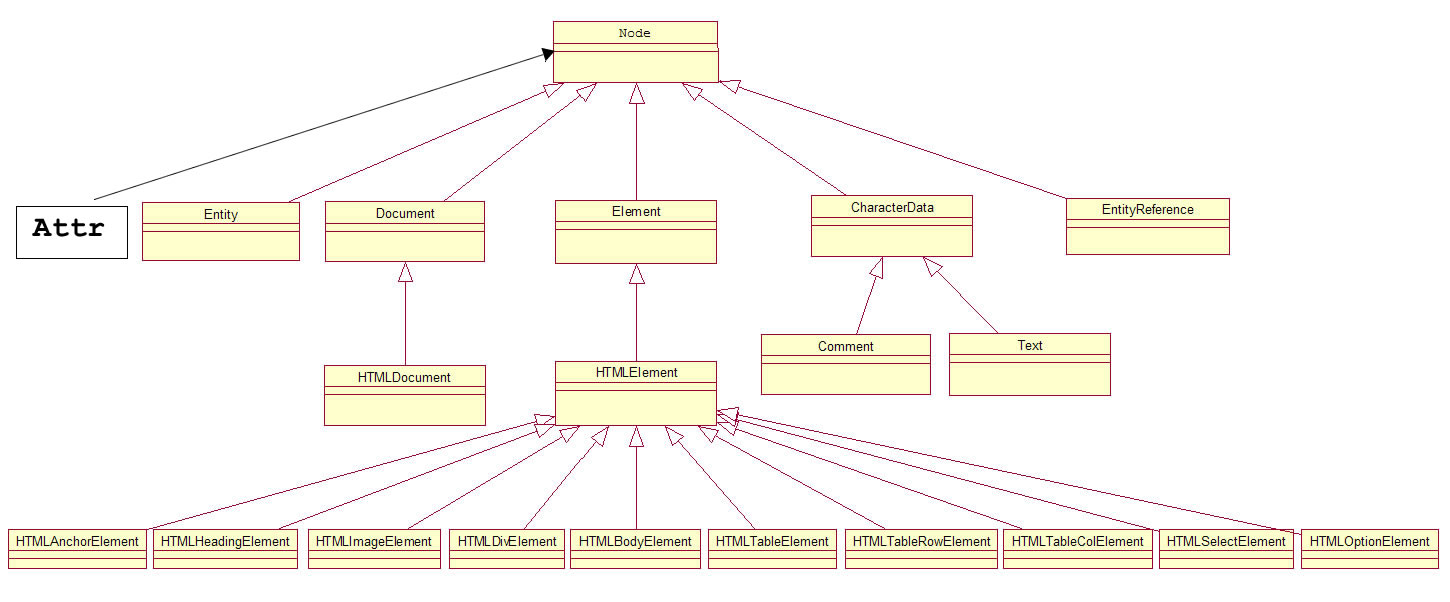 Node
Attr
Entity
Document
Element
CharacterData
EntityReference
HTMLDocument
HTMLElement
Comment
Text
HTMLAnchorElement
HTMLHeadingElement
HTMLImageElement
HTMLDivElement
HTMLBodyElement
HTMLTableElement
HTMLTableRowElement
HTMLTableColElement
HTMLSelectElement
HTMLOptionElement